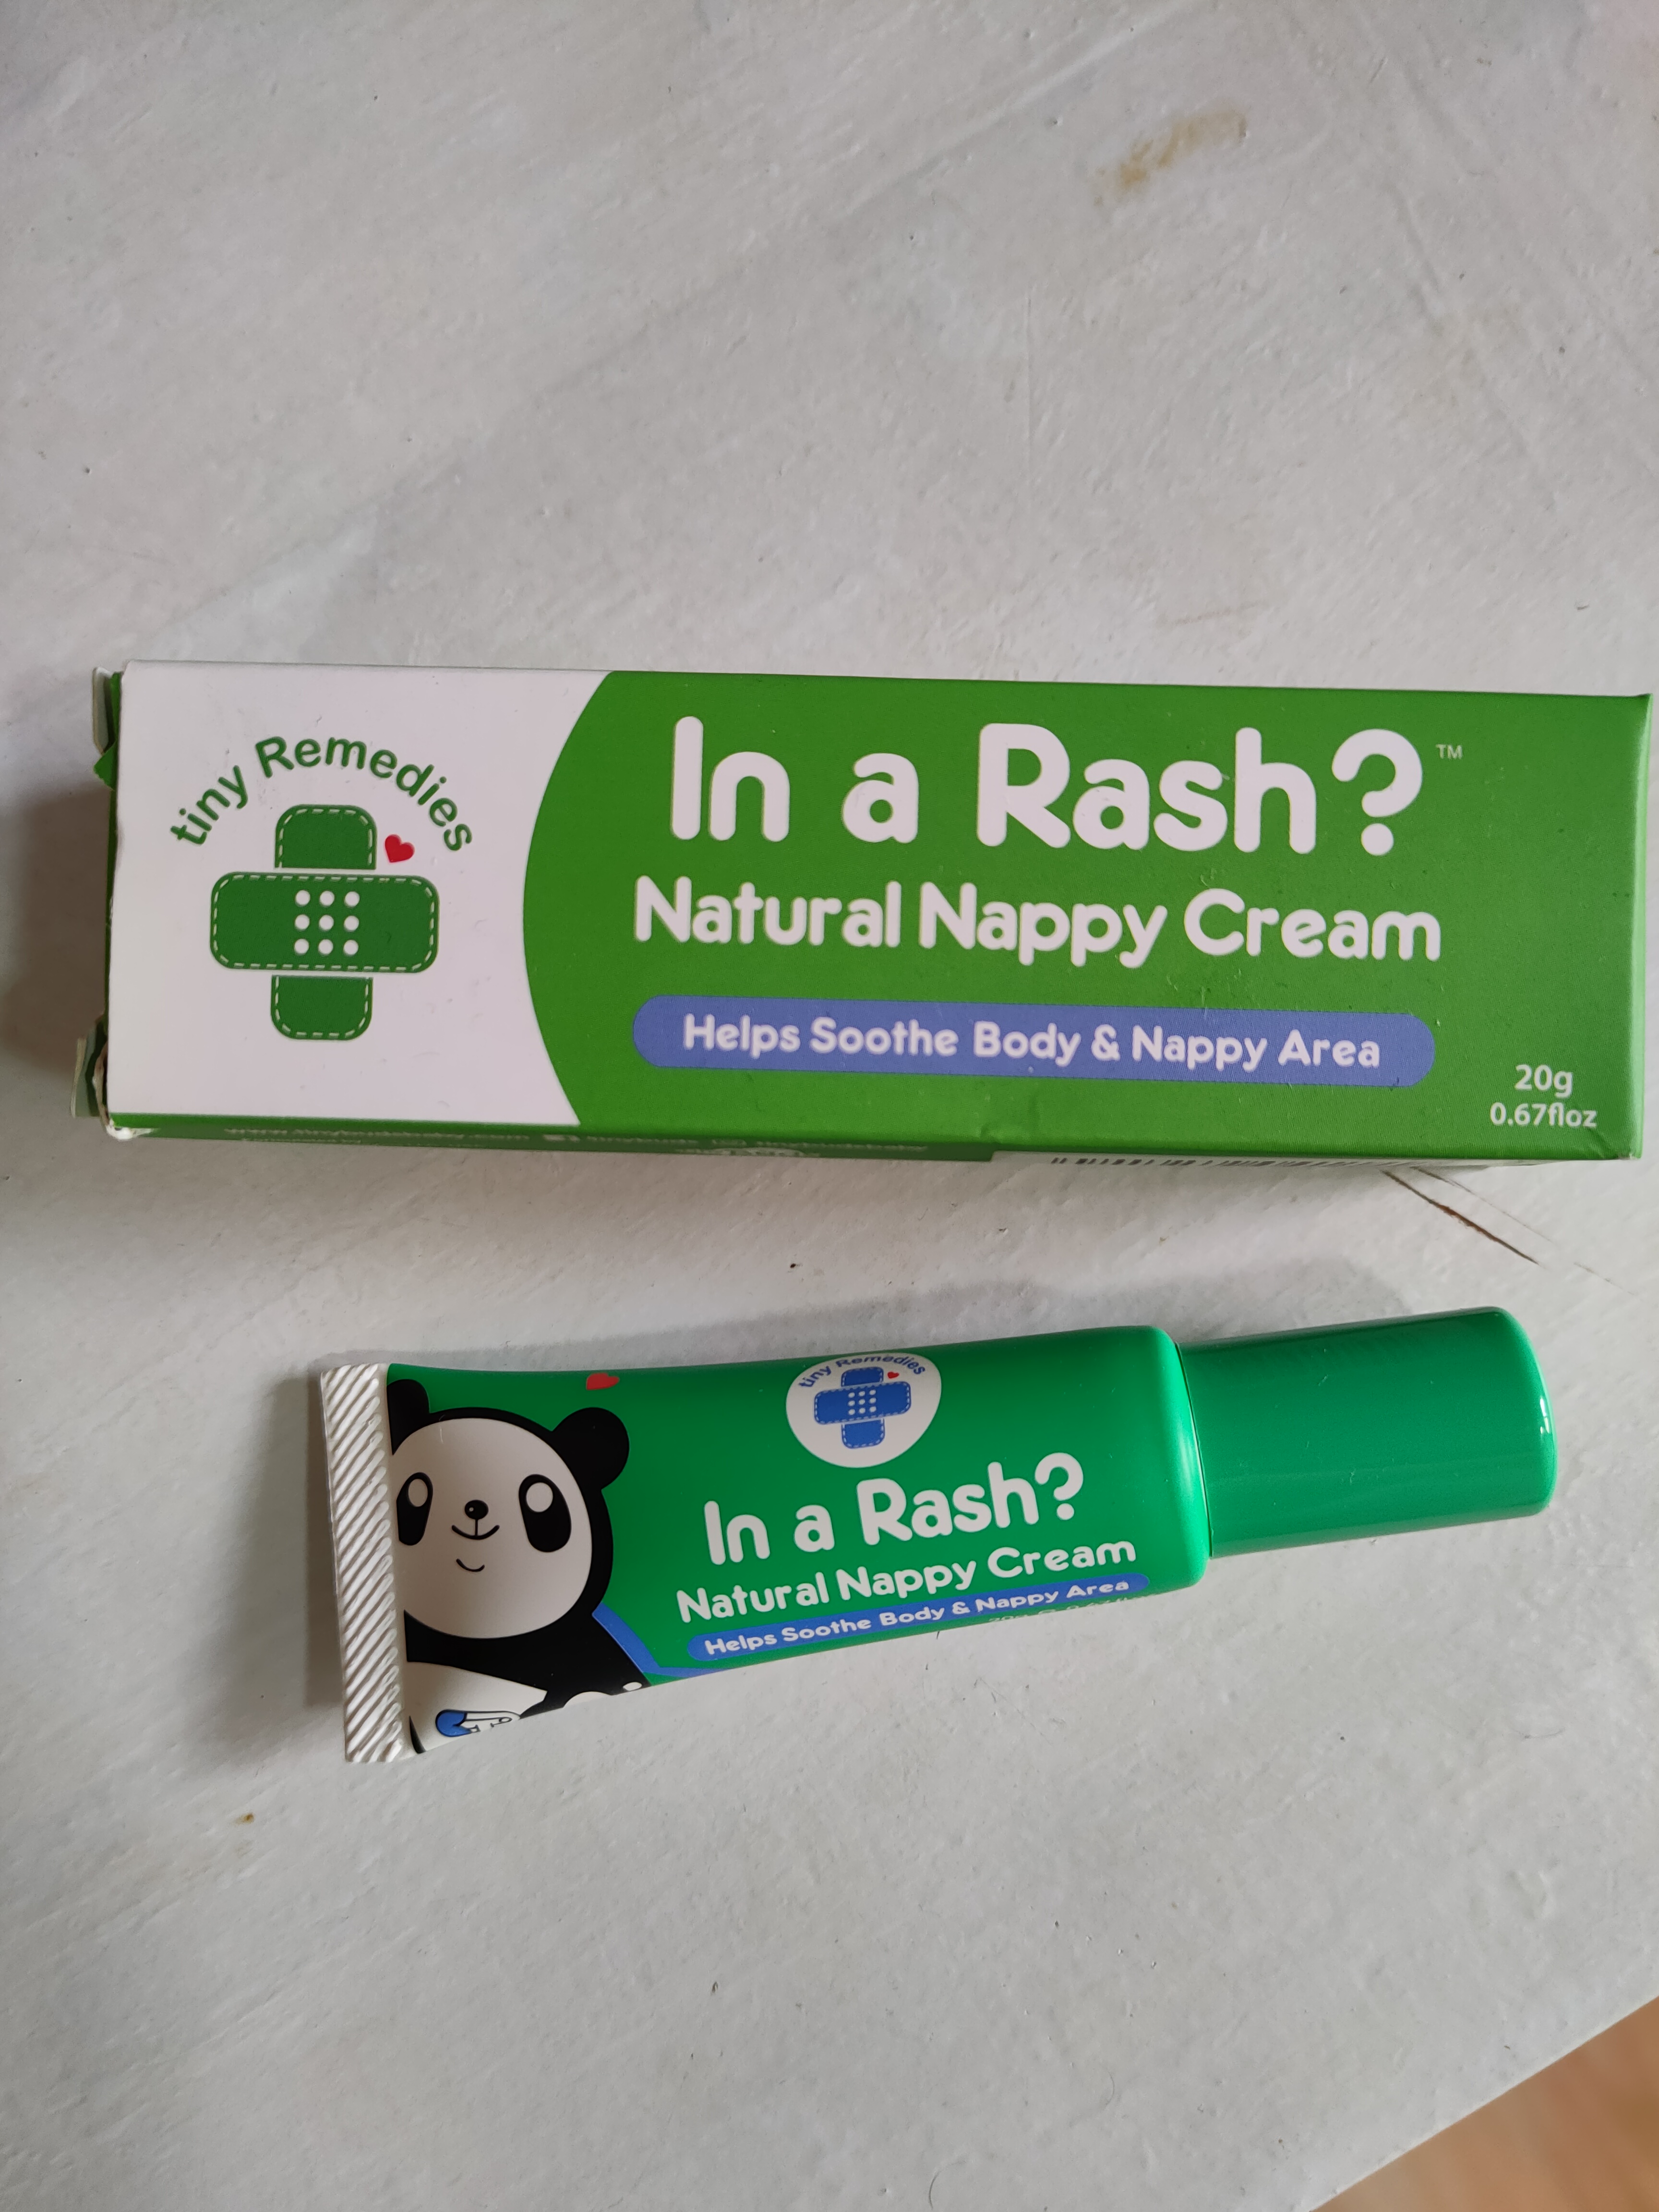 tiny Remedies
In a Rash?™
Natural Nappy Cream
Helps Soothe Body & Nappy Area
20g
0.67floz
tiny Remedies
In a Rash?
Natural Nappy Cream
Helps Soothe Body & Nappy Area